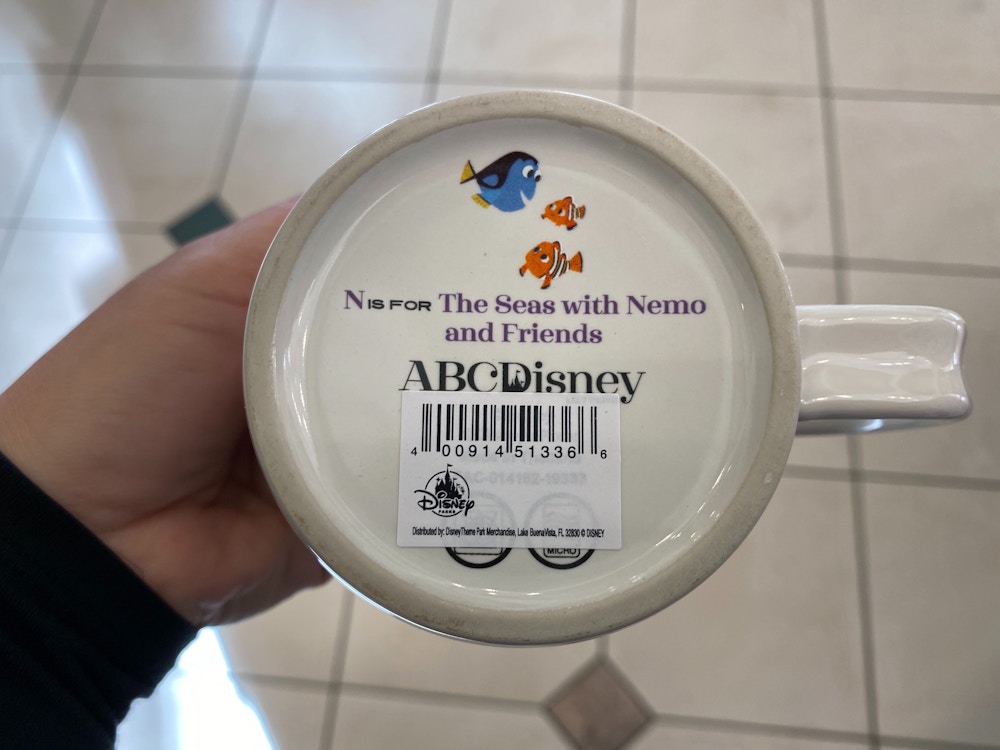 N IS FOR The Seas with Nemo
and Friends
ABCDisney
4 00914 51336 6
Disney
PARKS
Distributed by: Disney Theme Park Merchandise, Lake Buena Vista, FL 32830 © DISNEY
MICRO